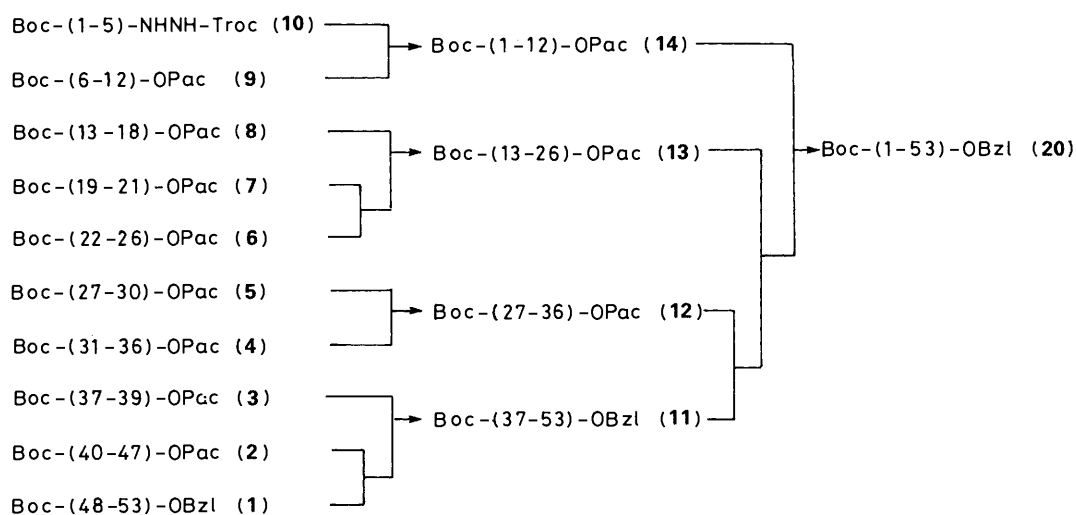 Boc-(1-5)-NHNH-Troc (10)
Boc-(6-12)-OPac (9)
Boc-(1-12)-OPac (14)
Boc-(13-18)-OPac (8)
Boc-(19-21)-OPac (7)
Boc-(22-26)-OPac (6)
Boc-(13-26)-OPac (13)
Boc-(27-30)-OPac (5)
Boc-(31-36)-OPac (4)
Boc-(27-36)-OPac (12)
Boc-(37-39)-OPac (3)
Boc-(40-47)-OPac (2)
Boc-(48-53)-OBzl (1)
Boc-(37-53)-OBzl (11)
Boc-(1-53)-OBzl (20)